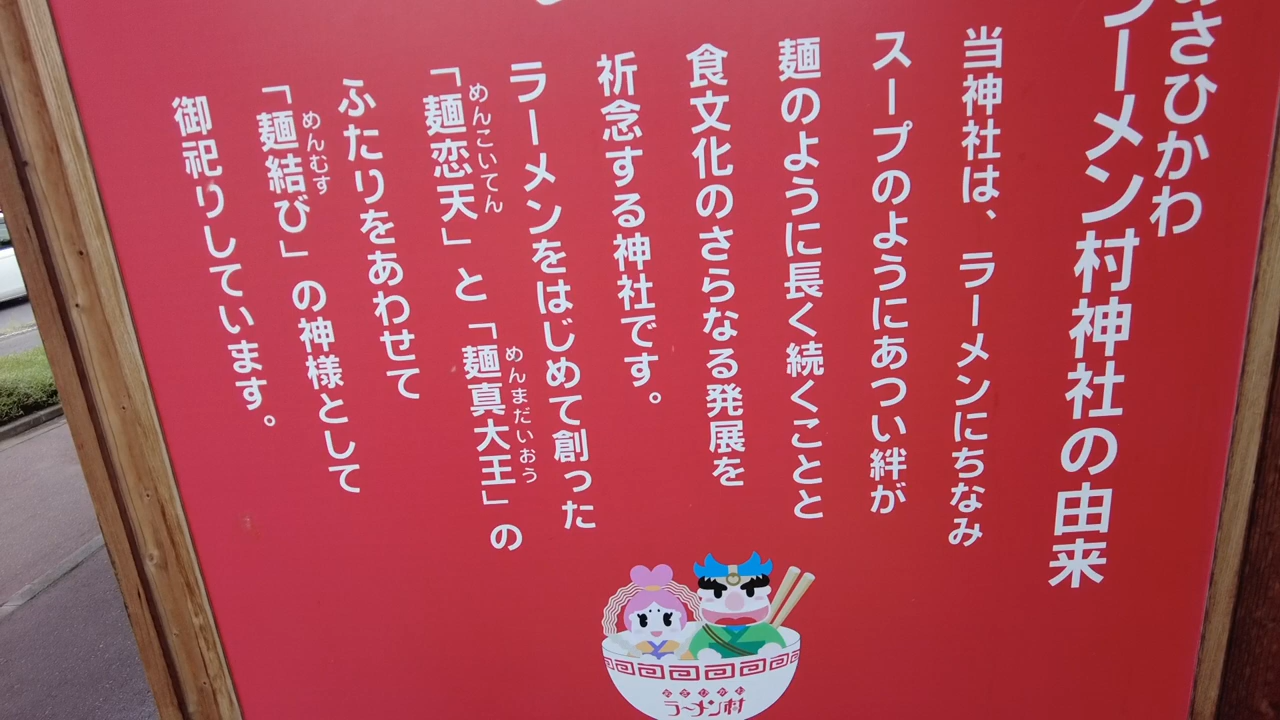 あさひかわ
ラーメン村神社の由来
当神社は、ラーメンにちなみ
スープのようにあつい絆が
麺のように長く続くことと
食文化のさらなる発展を
祈念する神社です。
ラーメンをはじめて創った
「麺恋天」と「麺真大王」の
めんこいてん
めんまだいおう
ふたりをあわせて
「麺結び」の神様として
めんむす
御祀りしています。
あさひかわ
ラーメン村